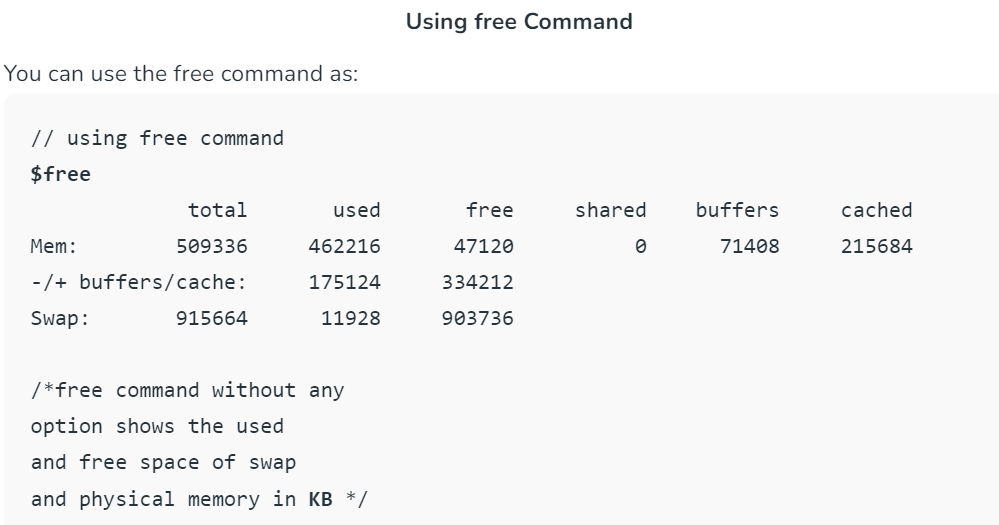 Using free Command
You can use the free command as:
// using free command
$free
total used free shared buffers cached
Mem: 509336 462216 47120 0 71408 215684
-/+ buffers/cache: 175124 334212
Swap: 915664 11928 903736
/*free command without any
option shows the used
and free space of swap
and physical memory in KB */